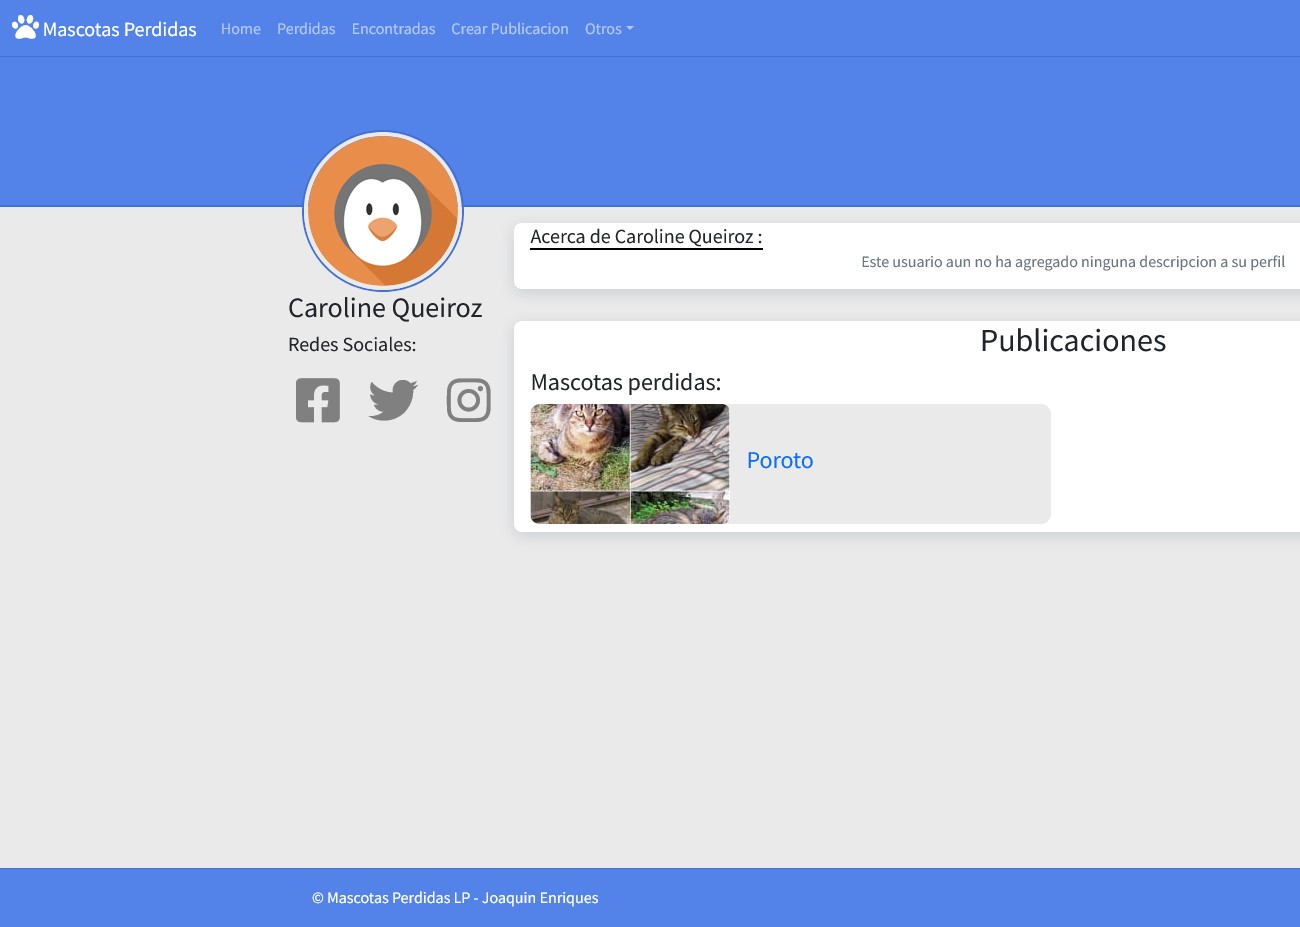 Mascotas Perdidas Home Perdidas Encontradas Crear Publicacion Otros
Caroline Queiroz
Redes Sociales:
Acerca de Caroline Queiroz :
Este usuario aun no ha agregado ninguna descripcion a su perfil
Publicaciones
Mascotas perdidas:
Poroto
© Mascotas Perdidas LP - Joaquin Enriques